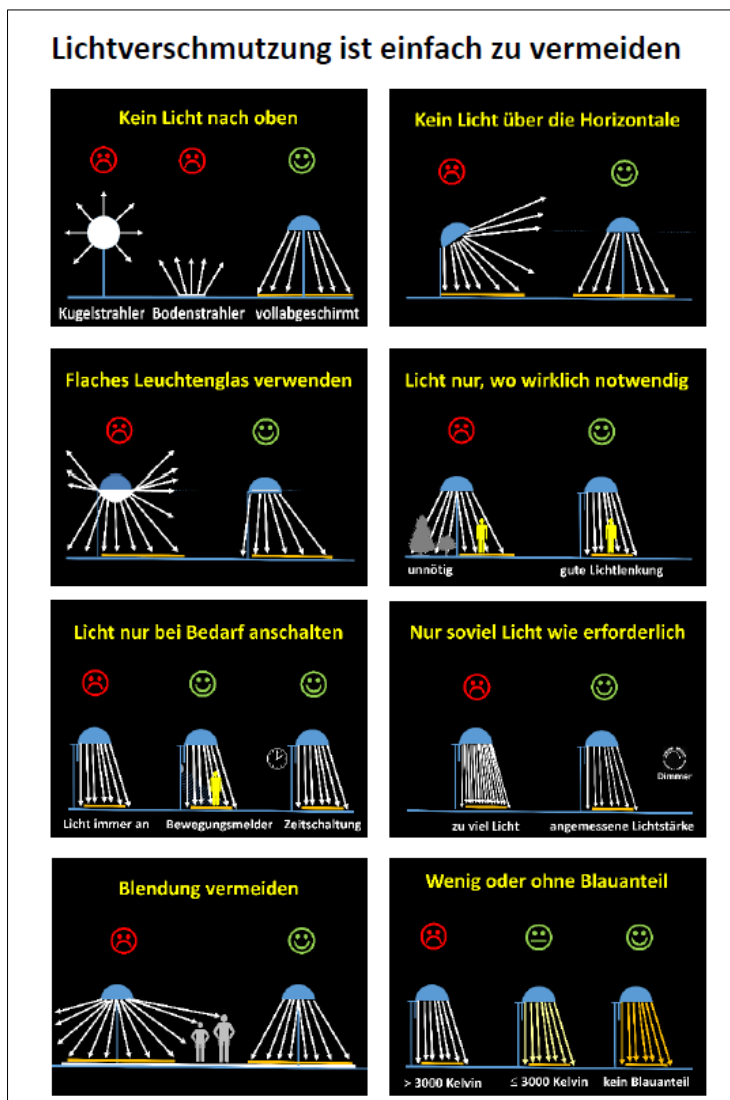 Lichtverschmutzung ist einfach zu vermeiden
Kein Licht nach oben
Kugelstrahler Bodenstrahler vollabgeschirmt
Kein Licht über die Horizontale
Flaches Leuchtenglas verwenden
Licht nur, wo wirklich notwendig
unnötig gute Lichtlenkung
Licht nur bei Bedarf anschalten
Licht immer an Bewegungsmelder Zeitschaltung
Nur soviel Licht wie erforderlich
Dimmer
zu viel Licht angemessene Lichtstärke
Blendung vermeiden
Wenig oder ohne Blauanteil
> 3000 Kelvin ≤ 3000 Kelvin kein Blauanteil